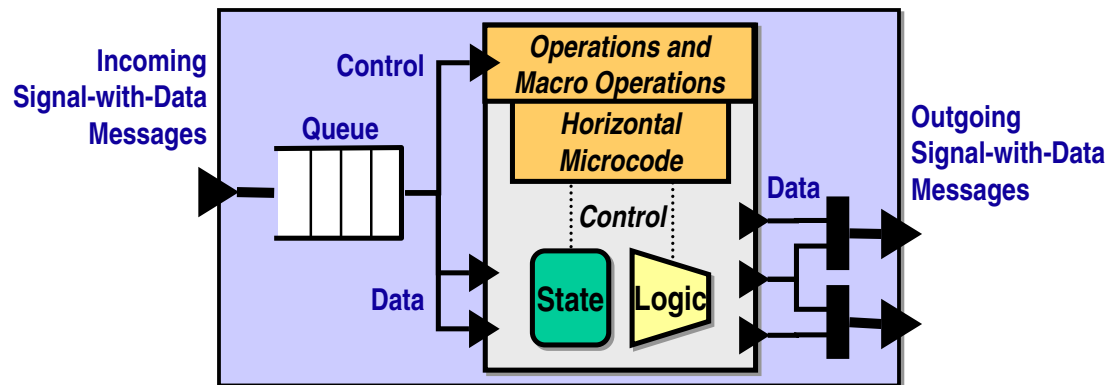 Incoming
Signal-with-Data
Messages
Queue
Control
Data
Operations and
Macro Operations
Horizontal
Microcode
Control
State
Logic
Data
Outgoing
Signal-with-Data
Messages